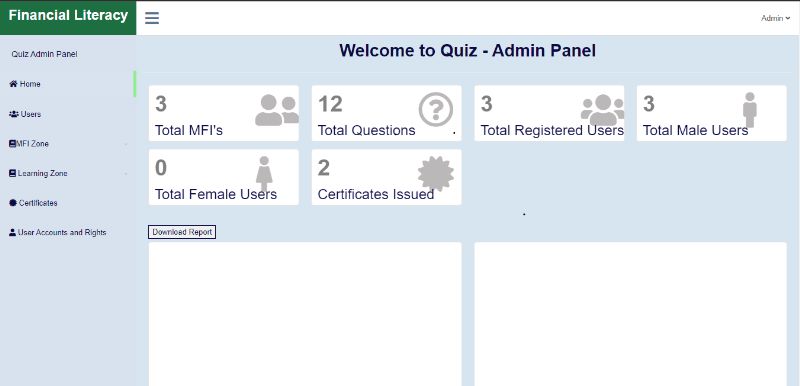 Financial Literacy
Admin
Quiz Admin Panel
Welcome to Quiz - Admin Panel
Home
Users
MFI Zone
Learning Zone
Certificates
User Accounts and Rights
3
Total MFI's
12
Total Questions
3
Total Registered Users
3
Total Male Users
0
Total Female Users
2
Certificates Issued
Download Report